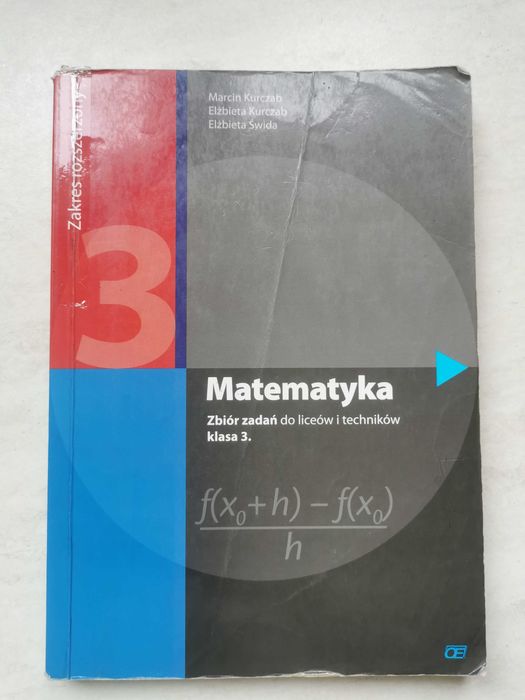 Marcin Kurczab
Elżbieta Kurczab
Elżbieta Świda
Zakres rozszerzony
3
Matematyka
Zbiór zadań do liceów i techników
klasa 3.
f(x₀+h) – f(x₀)
h
OE